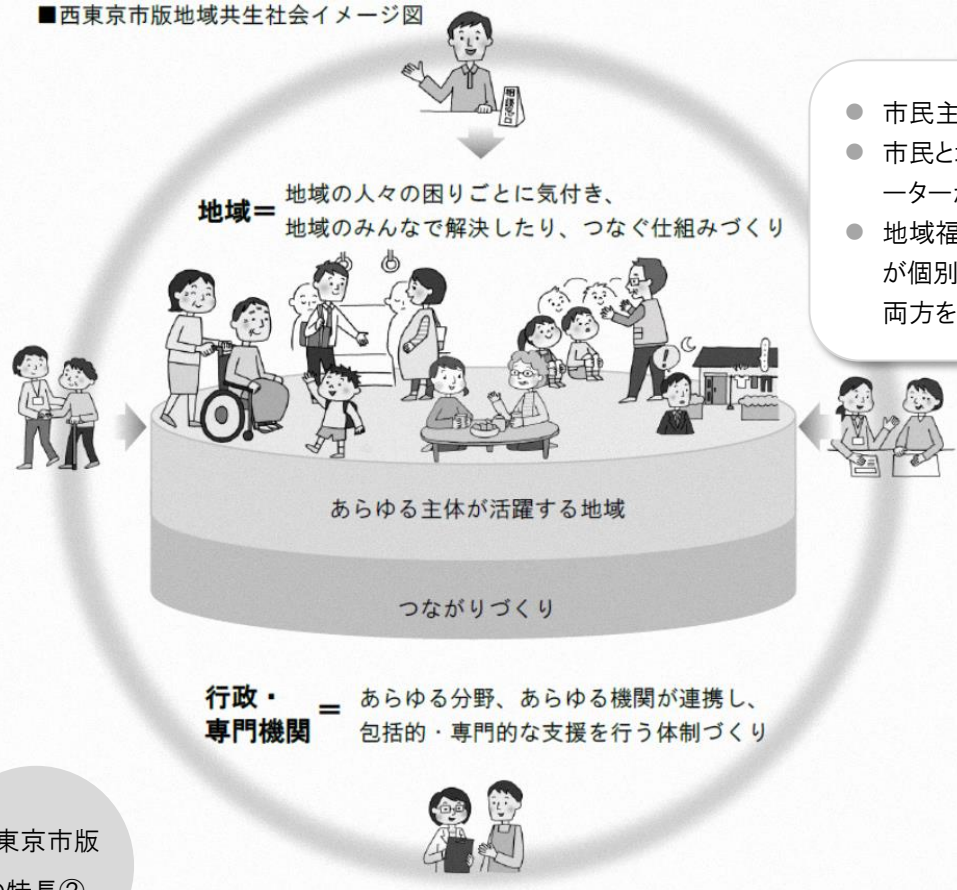 ■西東京市版地域共生社会イメージ図
相談窓口
地域＝
地域の人々の困りごとに気付き、
地域のみんなで解決したり、つなぐ仕組みづくり
● 市民主
● 市民と
ーターが
● 地域福
が個別
両方を
!
あらゆる主体が活躍する地域
つながりづくり
行政・
専門機関
＝
あらゆる分野、あらゆる機関が連携し、
包括的・専門的な支援を行う体制づくり
東京市版
の特長②